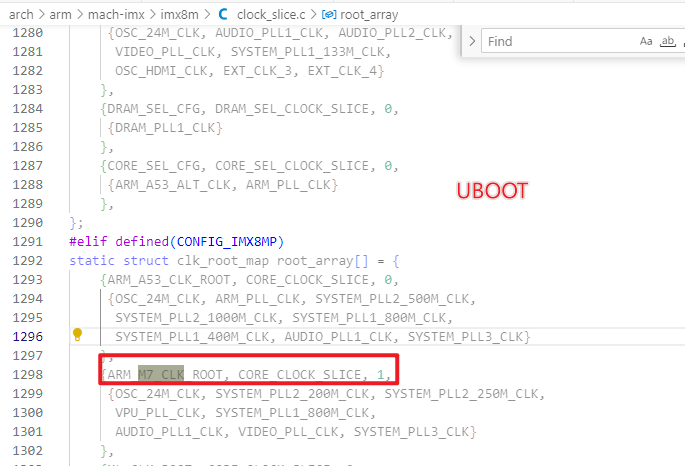 arch > arm > mach-imx > imx8m > C clock_slice.c > root_array
Find Aa ab
1280 {OSC_24M_CLK, AUDIO_PLL1_CLK, AUDIO_PLL2_CLK,
1281 VIDEO_PLL_CLK, SYSTEM_PLL1_133M_CLK,
1282 OSC_HDMI_CLK, EXT_CLK_3, EXT_CLK_4}
1283 },
1284 {DRAM_SEL_CFG, DRAM_SEL_CLOCK_SLICE, 0,
1285 {DRAM_PLL1_CLK}
1286 },
1287 {CORE_SEL_CFG, CORE_SEL_CLOCK_SLICE, 0,
1288 {ARM_A53_ALT_CLK, ARM_PLL_CLK}
UBOOT
1289 },
1290 };
1291 #elif defined(CONFIG_IMX8MP)
1292 static struct clk_root_map root_array[] = {
1293 {ARM_A53_CLK_ROOT, CORE_CLOCK_SLICE, 0,
1294 {OSC_24M_CLK, ARM_PLL_CLK, SYSTEM_PLL2_500M_CLK,
1295 SYSTEM_PLL2_1000M_CLK, SYSTEM_PLL1_800M_CLK,
1296 SYSTEM_PLL1_400M_CLK, AUDIO_PLL1_CLK, SYSTEM_PLL3_CLK}
1297 },
1298 {ARM_M7_CLK_ROOT, CORE_CLOCK_SLICE, 1,
1299 {OSC_24M_CLK, SYSTEM_PLL2_200M_CLK, SYSTEM_PLL2_250M_CLK,
1300 VPU_PLL_CLK, SYSTEM_PLL1_800M_CLK,
1301 AUDIO_PLL1_CLK, VIDEO_PLL_CLK, SYSTEM_PLL3_CLK}
1302 },